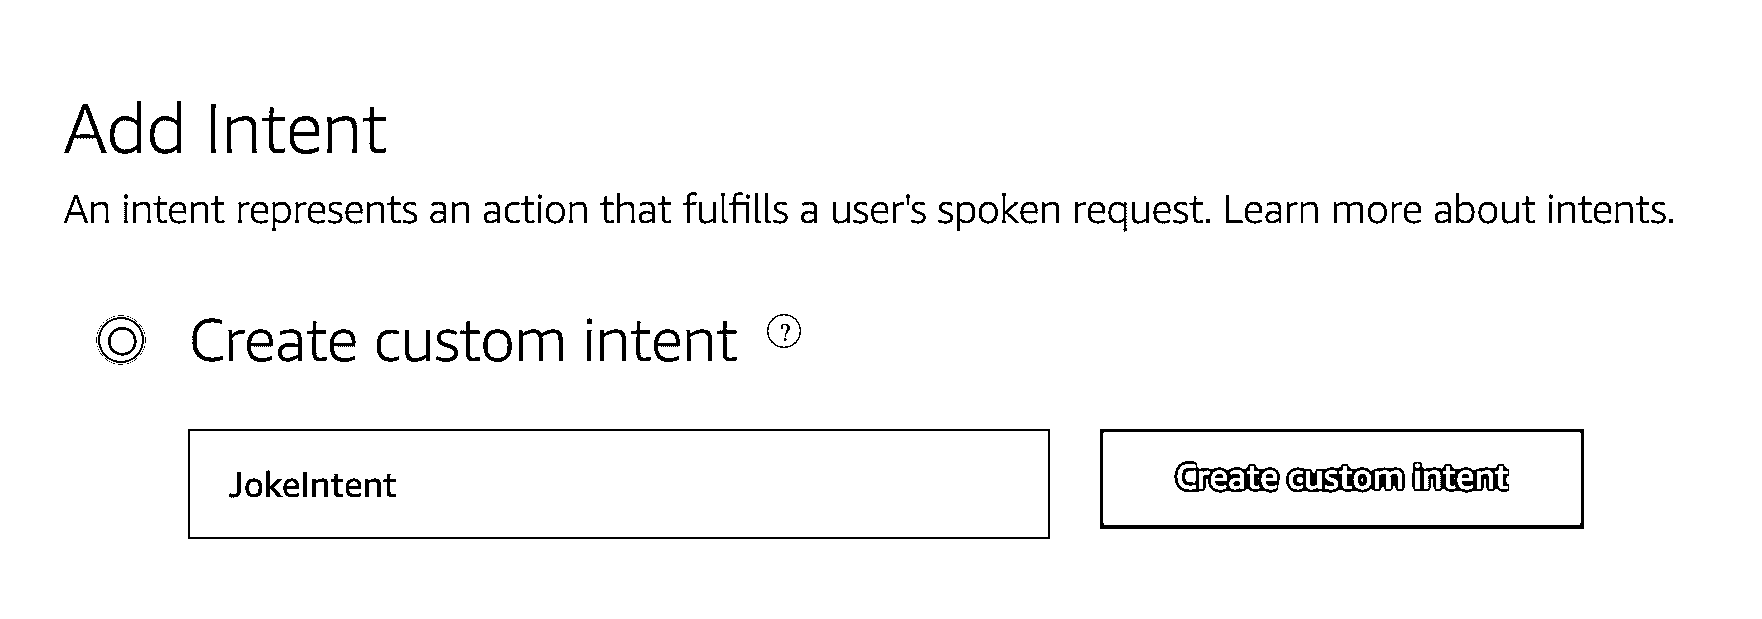 Add Intent
An intent represents an action that fulfills a user's spoken request. Learn more about intents.
Create custom intent ?
JokeIntent
Create custom intent